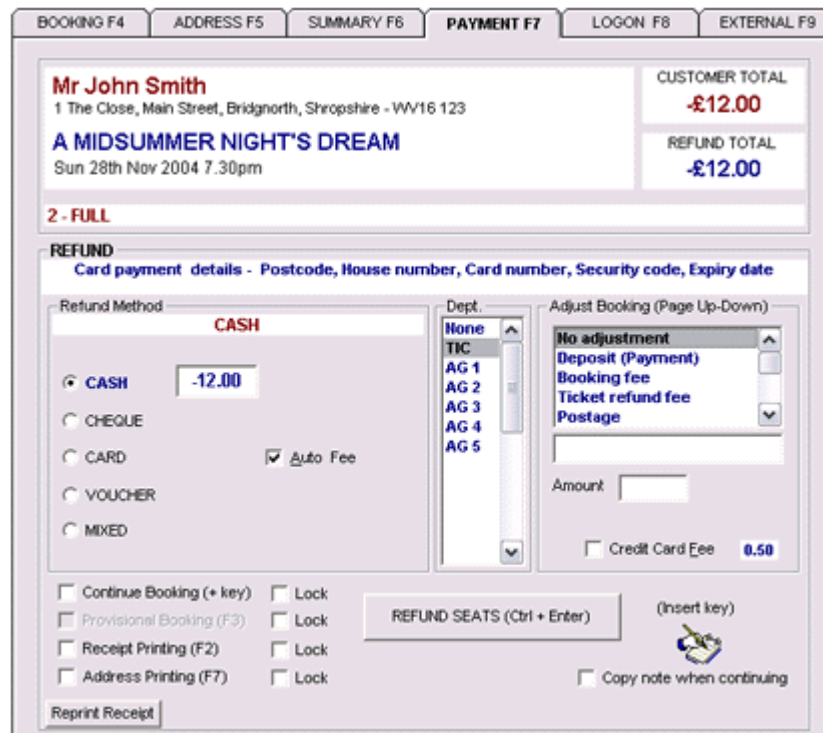 BOOKING F4 ADDRESS F5 SUMMARY F6 PAYMENT F7 LOGON F8 EXTERNAL F9
Mr John Smith
1 The Close, Main Street, Bridgnorth, Shropshire - WV16 123
A MIDSUMMER NIGHT'S DREAM
Sun 28th Nov 2004 7.30pm
CUSTOMER TOTAL
-£12.00
REFUND TOTAL
-£12.00
2 - FULL
REFUND
Card payment details - Postcode, House number, Card number, Security code, Expiry date
Refund Method
CASH
CASH -12.00
CHEQUE
CARD Auto Fee
VOUCHER
MIXED
Dept.
None
TIC
AG 1
AG 2
AG 3
AG 4
AG 5
Adjust Booking (Page Up-Down)
No adjustment
Deposit (Payment)
Booking fee
Ticket refund fee
Postage
Amount
Credit Card Fee 0.50
Continue Booking (+ key) Lock
Provisional Booking (F3) Lock
Receipt Printing (F2) Lock
Address Printing (F7) Lock
REFUND SEATS (Ctrl + Enter)
(Insert key)
Copy note when continuing
Reprint Receipt